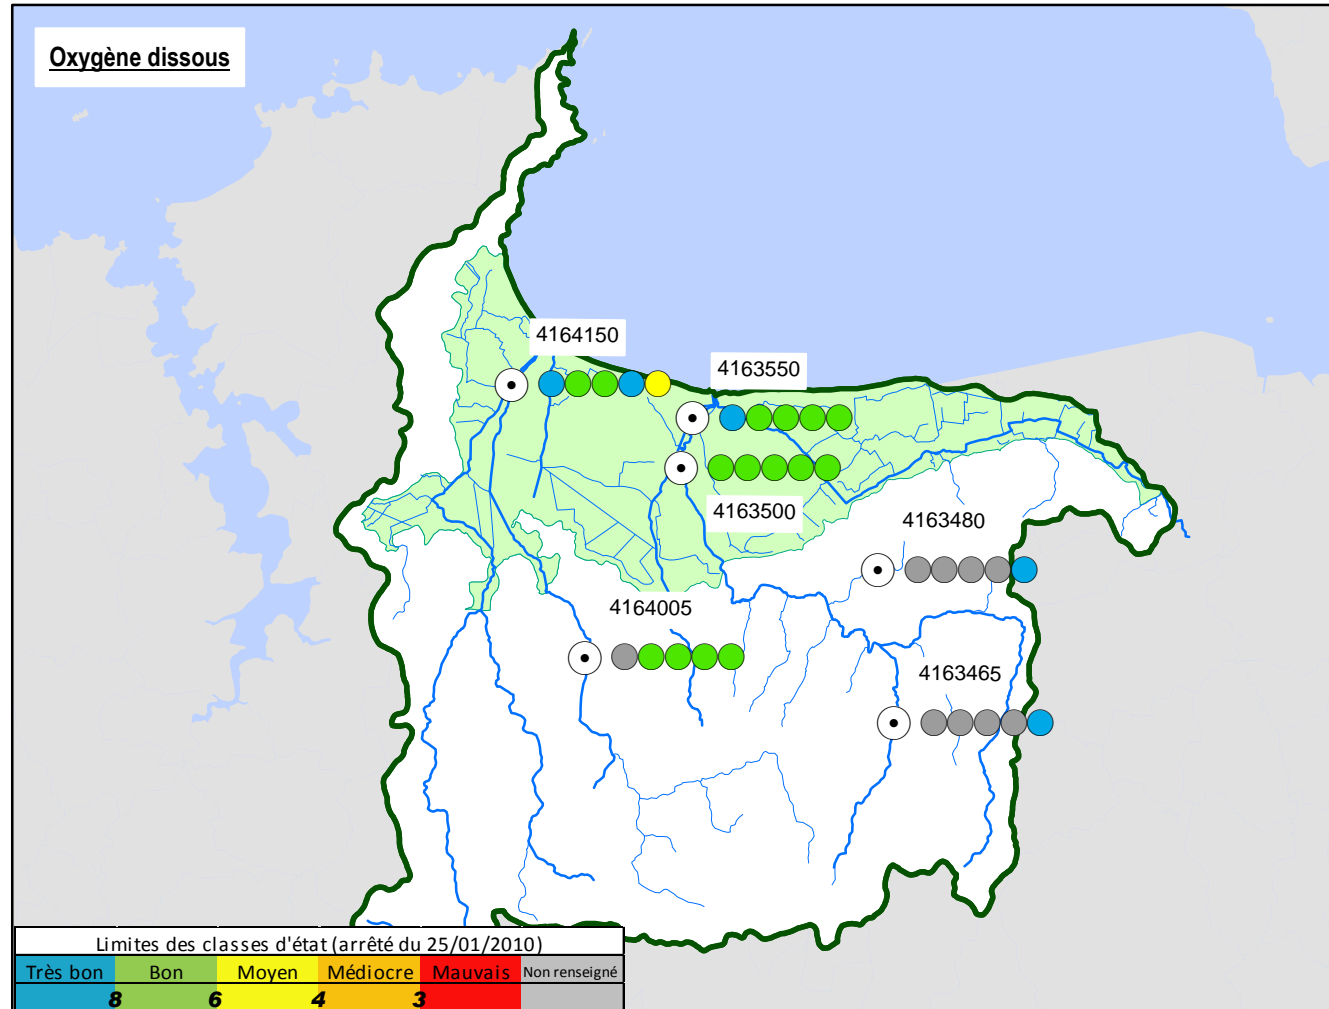 Oxygène dissous
4164150
4163550
4163500
4163480
4164005
4163465
Limites des classes d'état (arrêté du 25/01/2010)
Très bon Bon Moyen Médiocre Mauvais Non renseigné
8 6 4 3